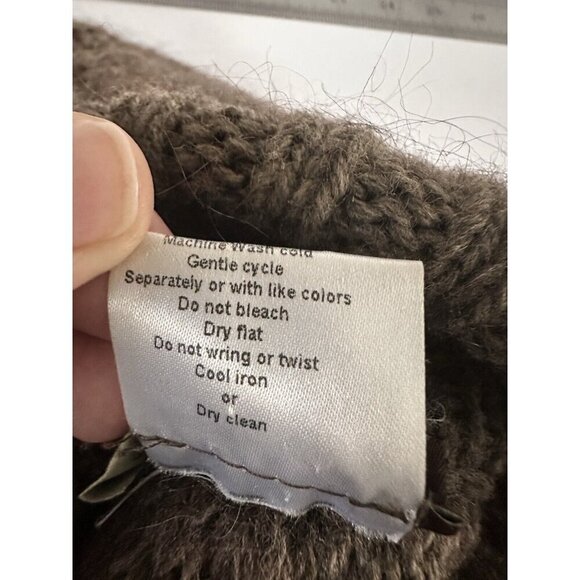 Machine Wash cold
Gentle cycle
Separately or with like colors
Do not bleach
Dry flat
Do not wring or twist
Cool iron
or
Dry clean